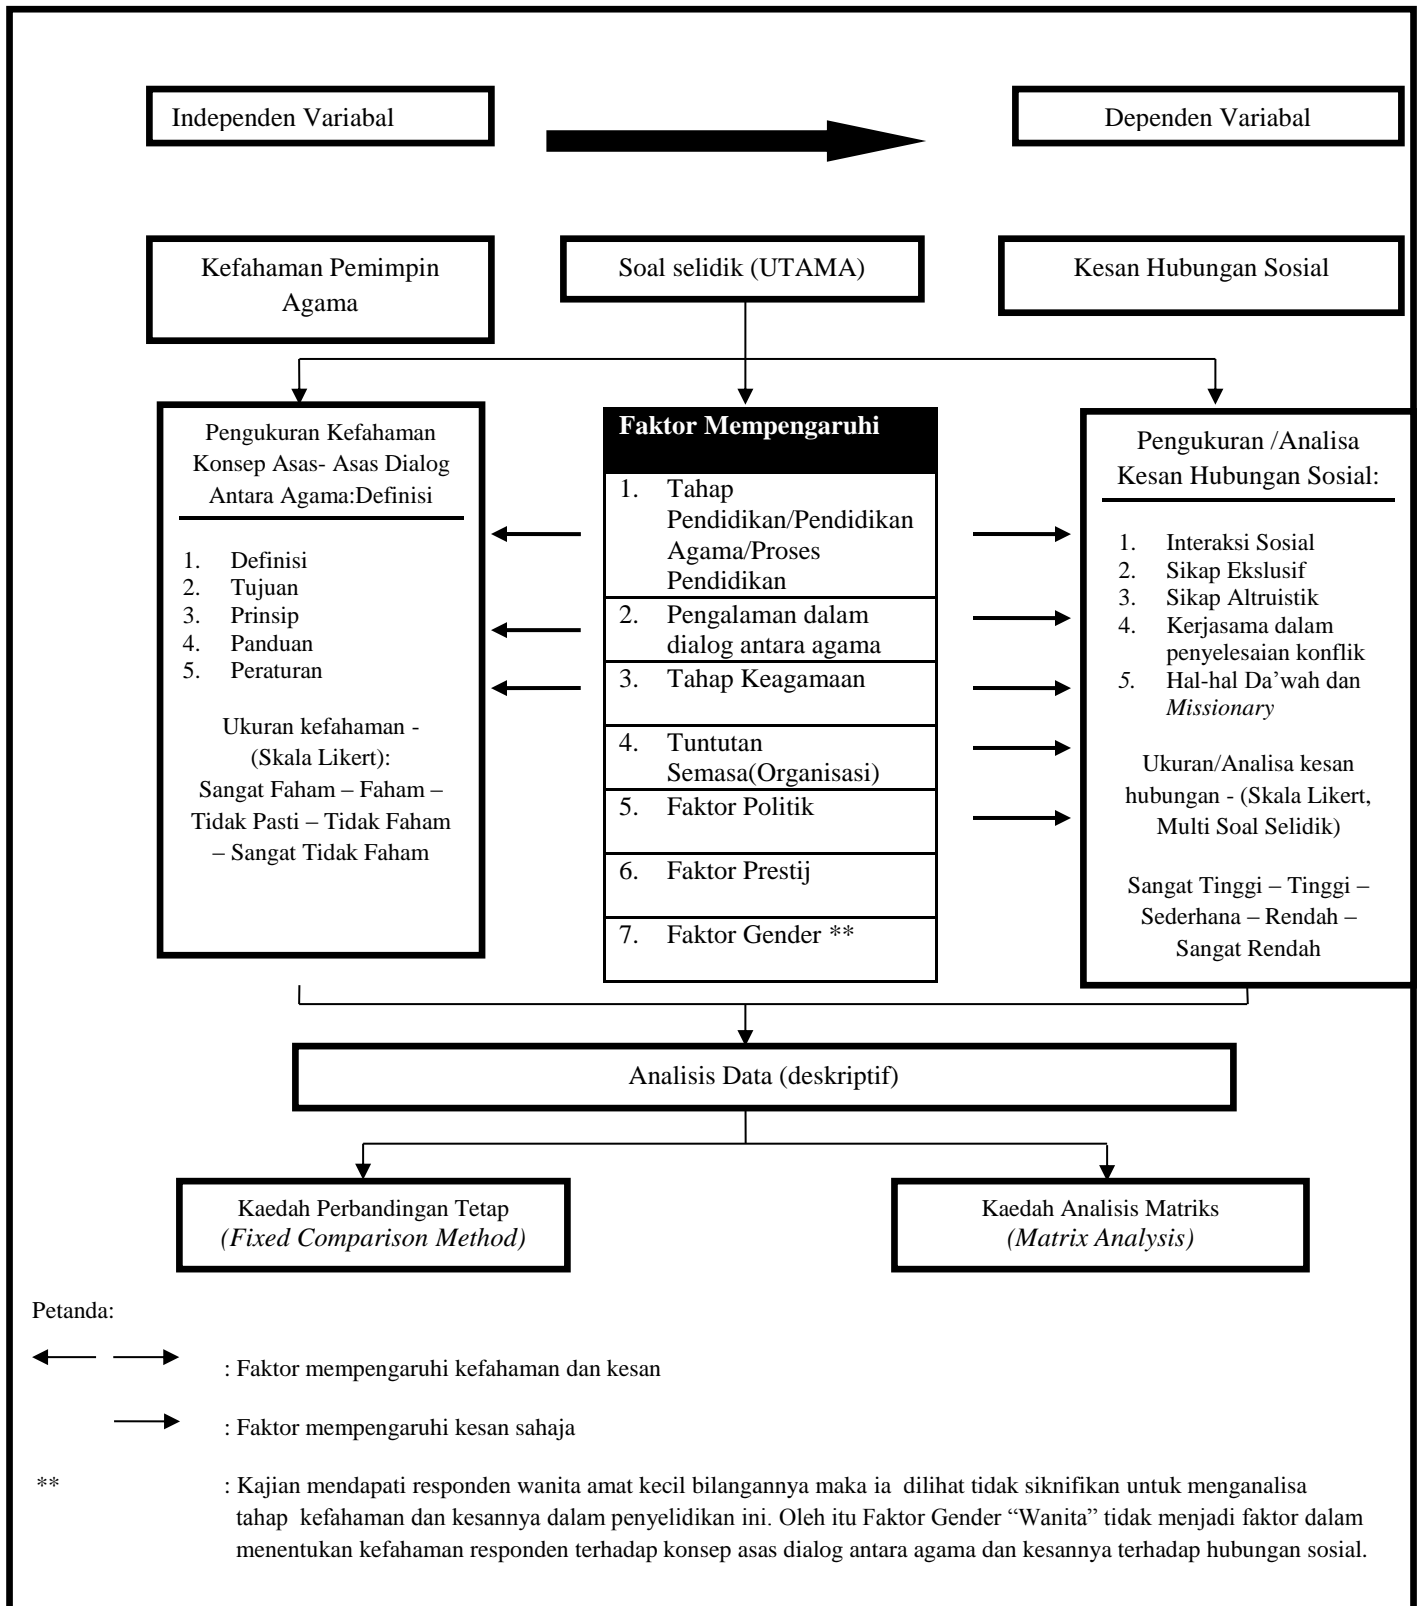 Independen Variabal
Dependen Variabal
Kefahaman Pemimpin
Agama
Soal selidik (UTAMA)
Kesan Hubungan Sosial
Pengukuran Kefahaman
Konsep Asas- Asas Dialog
Antara Agama:Definisi
1. Definisi
2. Tujuan
3. Prinsip
4. Panduan
5. Peraturan
Ukuran kefahaman -
(Skala Likert):
Sangat Faham – Faham –
Tidak Pasti – Tidak Faham
– Sangat Tidak Faham
Faktor Mempengaruhi
1. Tahap
Pendidikan/Pendidikan
Agama/Proses
Pendidikan
2. Pengalaman dalam
dialog antara agama
3. Tahap Keagamaan
4. Tuntutan
Semasa(Organisasi)
5. Faktor Politik
6. Faktor Prestij
7. Faktor Gender **
Pengukuran /Analisa
Kesan Hubungan Sosial:
1. Interaksi Sosial
2. Sikap Ekslusif
3. Sikap Altruistik
4. Kerjasama dalam
penyelesaian konflik
5. Hal-hal Da’wah dan
Missionary
Ukuran/Analisa kesan
hubungan - (Skala Likert,
Multi Soal Selidik)
Sangat Tinggi – Tinggi –
Sederhana – Rendah –
Sangat Rendah
Analisis Data (deskriptif)
Kaedah Perbandingan Tetap
(Fixed Comparison Method)
Kaedah Analisis Matriks
(Matrix Analysis)
Petanda:
: Faktor mempengaruhi kefahaman dan kesan
: Faktor mempengaruhi kesan sahaja
** : Kajian mendapati responden wanita amat kecil bilangannya maka ia dilihat tidak siknifikan untuk menganalisa
tahap kefahaman dan kesannya dalam penyelidikan ini. Oleh itu Faktor Gender “Wanita” tidak menjadi faktor dalam
menentukan kefahaman responden terhadap konsep asas dialog antara agama dan kesannya terhadap hubungan sosial.